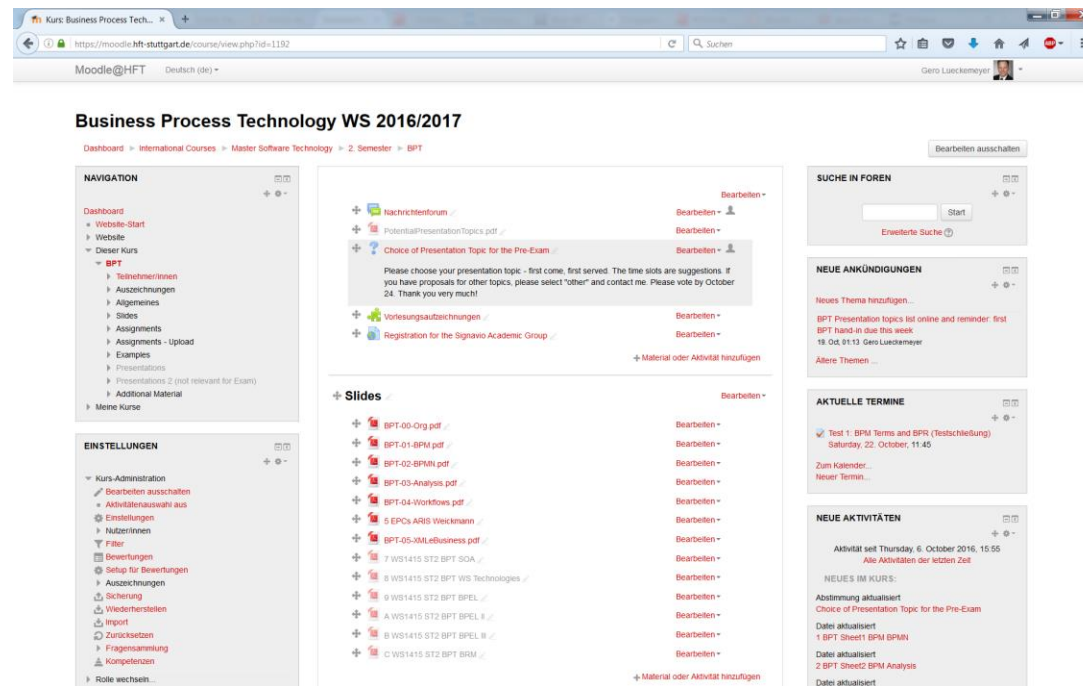 Kurs: Business Process Tech...
https://moodle.hft-stuttgart.de/course/view.php?id=1192
Suchen
ABP
Moodle@HFT
Deutsch (de)
Gero Lueckemeyer
Business Process Technology WS 2016/2017
Dashboard
International Courses
Master Software Technology
2. Semester
BPT
Bearbeiten ausschalten
NAVIGATION
Dashboard
Website-Start
Website
Dieser Kurs
BPT
Teilnehmer/innen
Auszeichnungen
Allgemeines
Slides
Assignments
Assignments - Upload
Examples
Presentations
Presentations 2 (not relevant for Exam)
Additional Material
Meine Kurse
EINSTELLUNGEN
Kurs-Administration
Bearbeiten ausschalten
Aktivitätenauswahl aus
Einstellungen
Nutzer/innen
Filter
Bewertungen
Setup für Bewertungen
Auszeichnungen
Sicherung
Wiederherstellen
Import
Zurücksetzen
Fragensammlung
Kompetenzen
Rolle wechseln...
Bearbeiten
Nachrichtenforum Bearbeiten
PotentialPresentationTopics.pdf Bearbeiten
Choice of Presentation Topic for the Pre-Exam Bearbeiten
Please choose your presentation topic - first come, first served. The time slots are suggestions. If
you have proposals for other topics, please select "other" and contact me. Please vote by October
24. Thank you very much!
Vorlesungsaufzeichnungen Bearbeiten
Registration for the Signavio Academic Group Bearbeiten
Material oder Aktivität hinzufügen
Slides Bearbeiten
BPT-00-Org.pdf Bearbeiten
BPT-01-BPM.pdf Bearbeiten
BPT-02-BPMN.pdf Bearbeiten
BPT-03-Analysis.pdf Bearbeiten
BPT-04-Workflows.pdf Bearbeiten
5 EPCs ARIS Weickmann Bearbeiten
BPT-05-XMLeBusiness.pdf Bearbeiten
7 WS1415 ST2 BPT SOA Bearbeiten
8 WS1415 ST2 BPT WS Technologies Bearbeiten
9 WS1415 ST2 BPT BPEL Bearbeiten
A WS1415 ST2 BPT BPEL II Bearbeiten
B WS1415 ST2 BPT BPEL III Bearbeiten
C WS1415 ST2 BPT BRM Bearbeiten
Material oder Aktivität hinzufügen
SUCHE IN FOREN
Start
Erweiterte Suche
NEUE ANKÜNDIGUNGEN
Neues Thema hinzufügen...
BPT Presentation topics list online and reminder: first
BPT hand-in due this week
19. Oct, 01:13 Gero Lueckemeyer
Ältere Themen ...
AKTUELLE TERMINE
Test 1: BPM Terms and BPR (Testschließung)
Saturday, 22. October, 11:45
Zum Kalender...
Neuer Termin...
NEUE AKTIVITÄTEN
Aktivität seit Thursday, 6. October 2016, 15:55
Alle Aktivitäten der letzten Zeit
NEUES IM KURS:
Abstimmung aktualisiert
Choice of Presentation Topic for the Pre-Exam
Datei aktualisiert
1 BPT Sheet1 BPM BPMN
Datei aktualisiert
2 BPT Sheet2 BPM Analysis
Datei aktualisiert